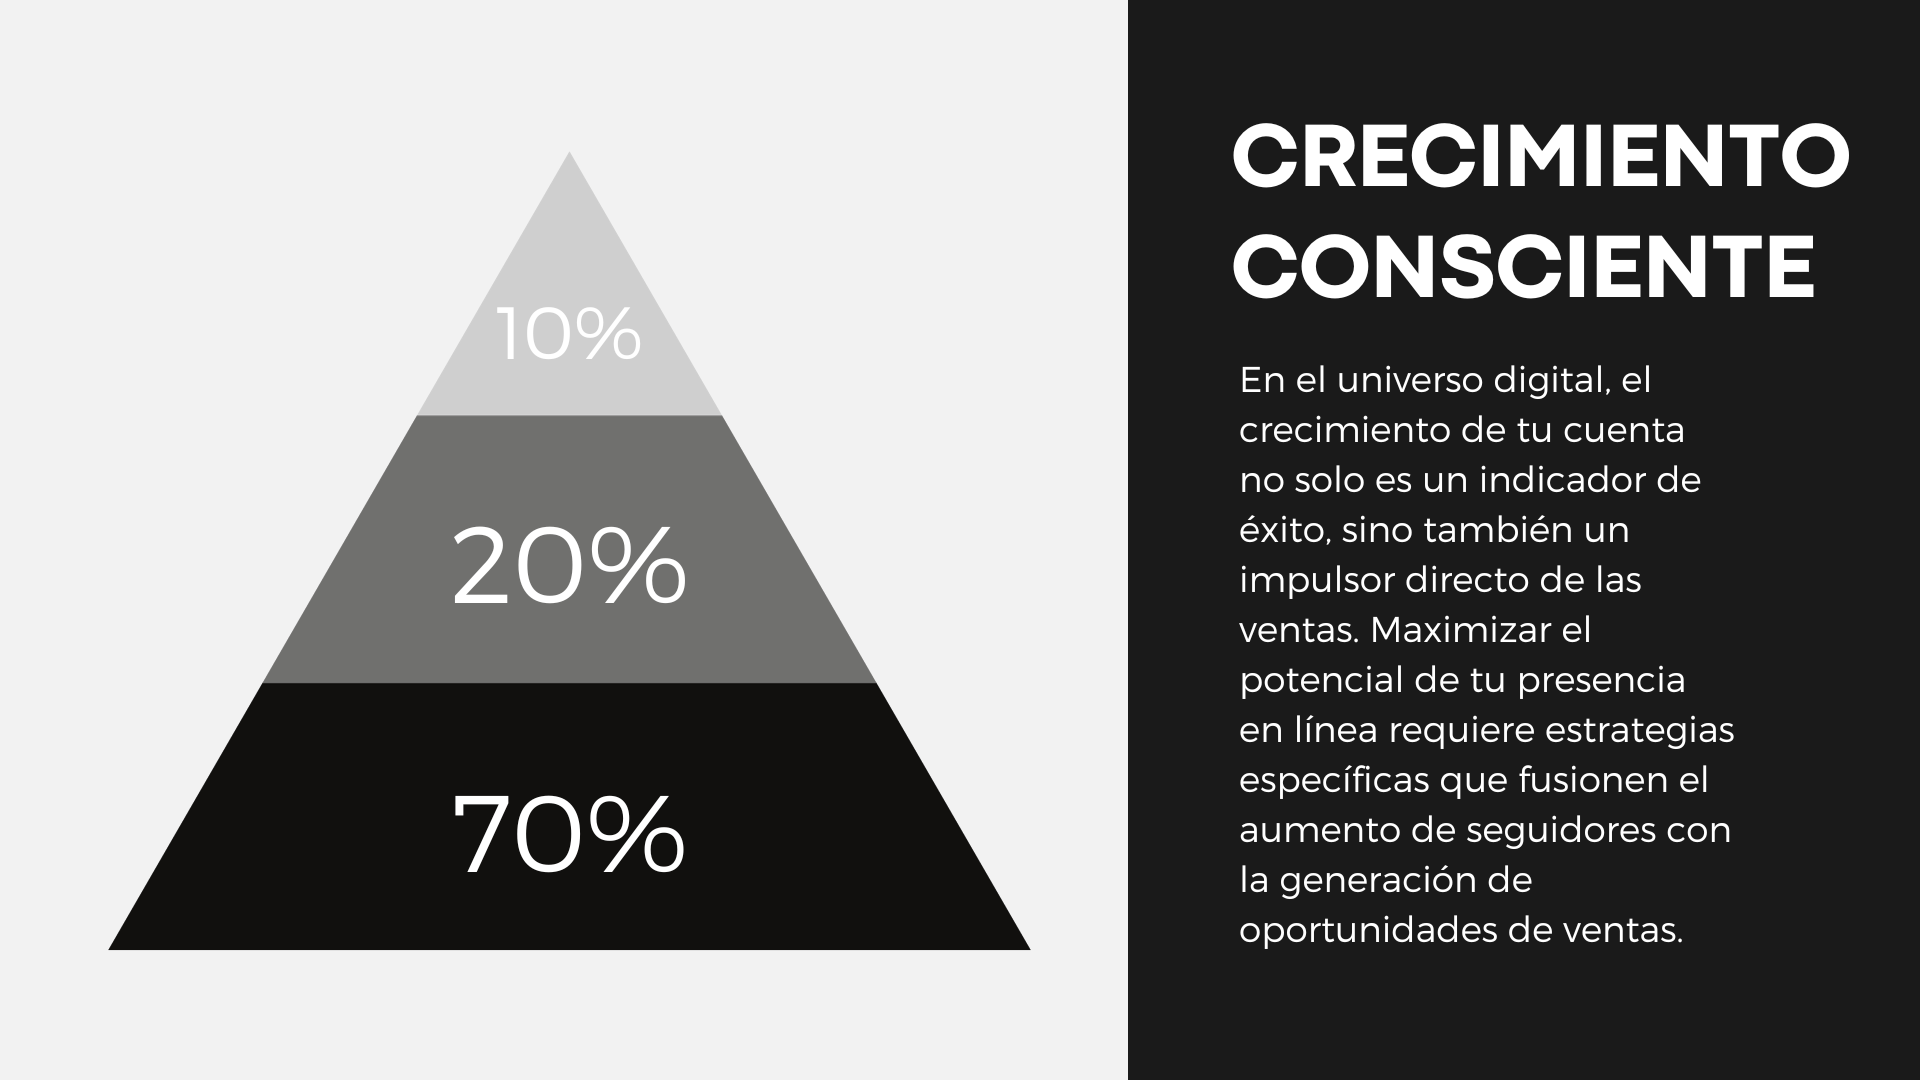 10%
20%
70%
CRECIMIENTO
CONSCIENTE
En el universo digital, el
crecimiento de tu cuenta
no solo es un indicador de
éxito, sino también un
impulsor directo de las
ventas. Maximizar el
potencial de tu presencia
en línea requiere estrategias
específicas que fusionen el
aumento de seguidores con
la generación de
oportunidades de ventas.